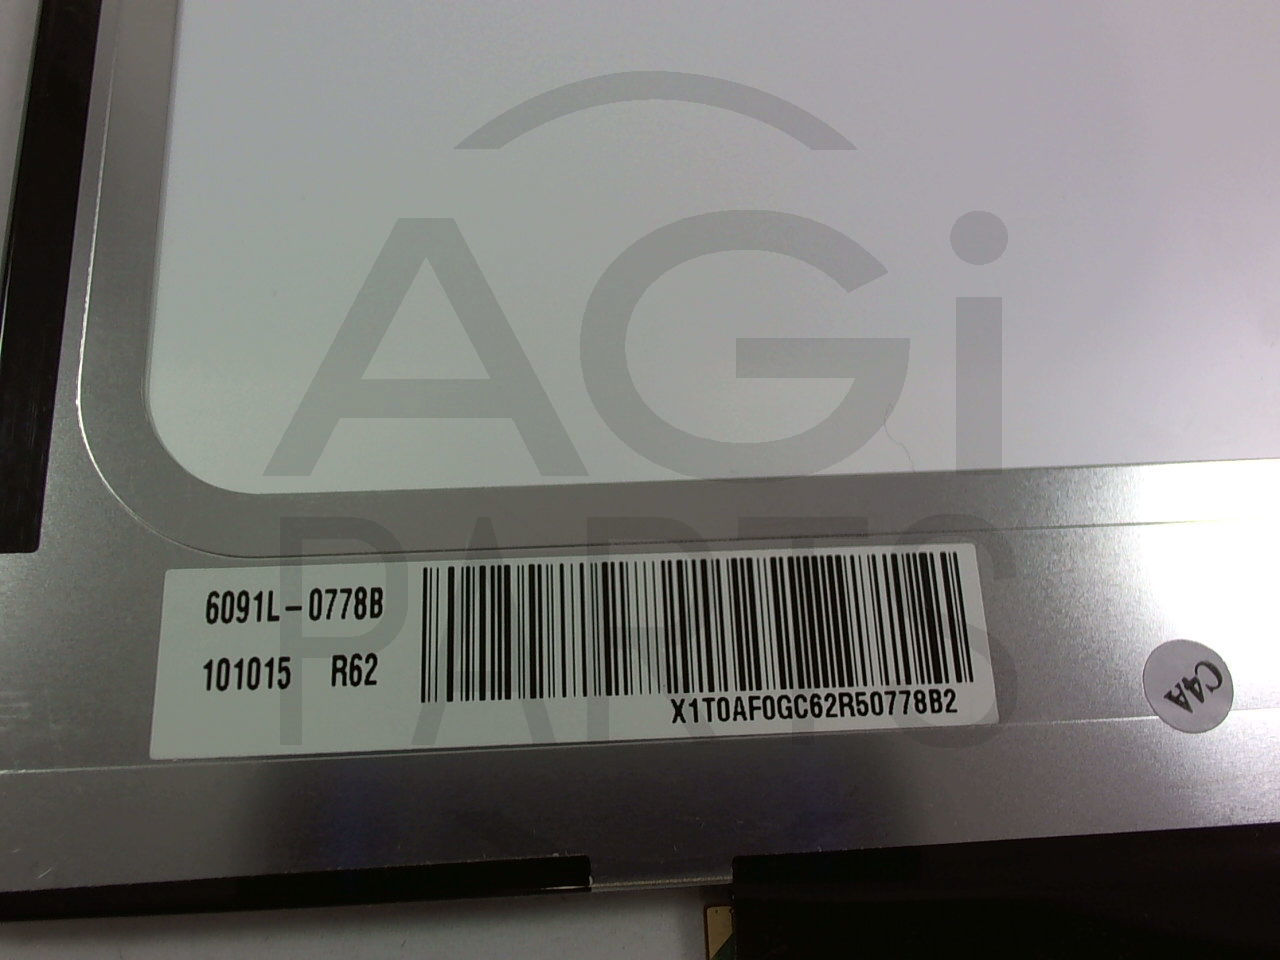 AGi
PARTS
6091L-0778B
101015 R62
X1T0AF0GC62R50778B2
C4A